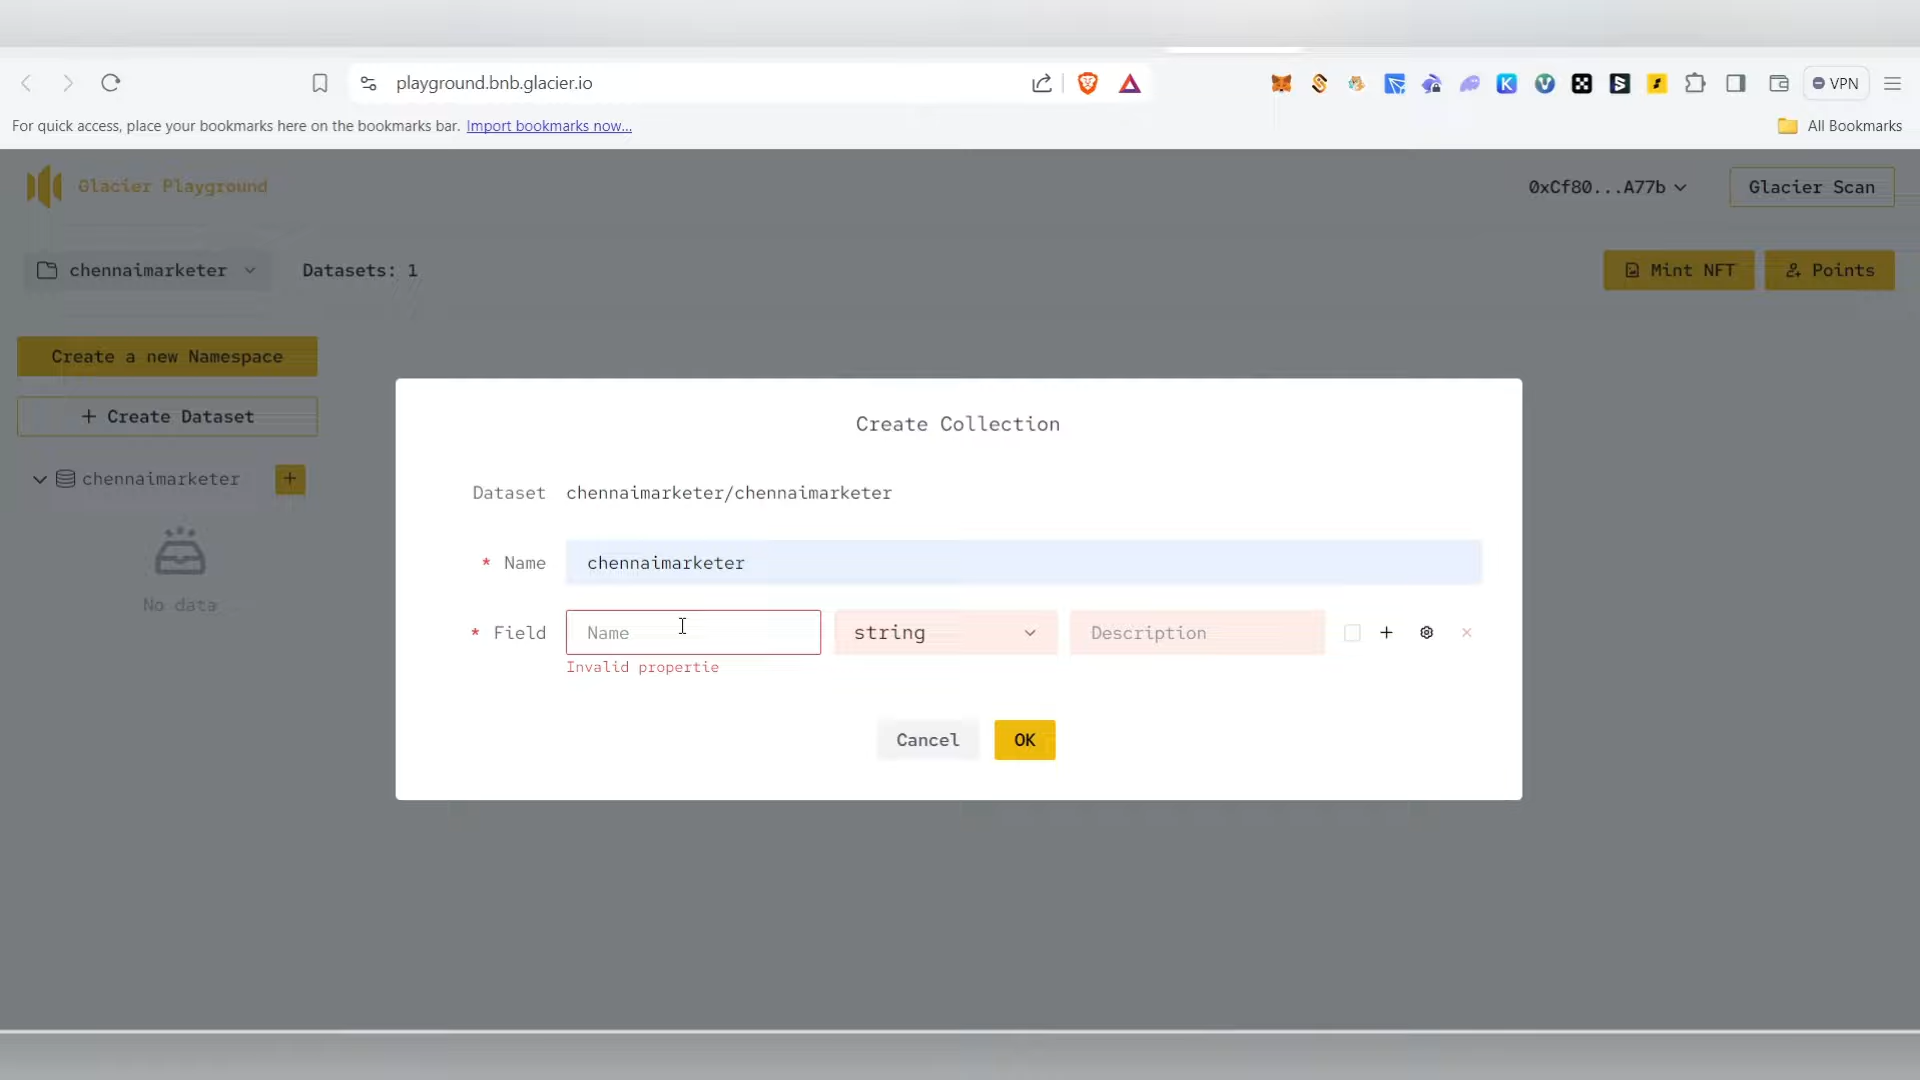 playground.bnb.glacier.io
VPN
For quick access, place your bookmarks here on the bookmarks bar. Import bookmarks now...
All Bookmarks
Glacier Playground
0xCf80...A77b
Glacier Scan
chennaimarketer
Datasets: 1
Mint NFT
Points
Create a new Namespace
+ Create Dataset
chennaimarketer
+
No data
Create Collection
Dataset chennaimarketer/chennaimarketer
* Name chennaimarketer
* Field Name string Description
Invalid propertie
Cancel OK